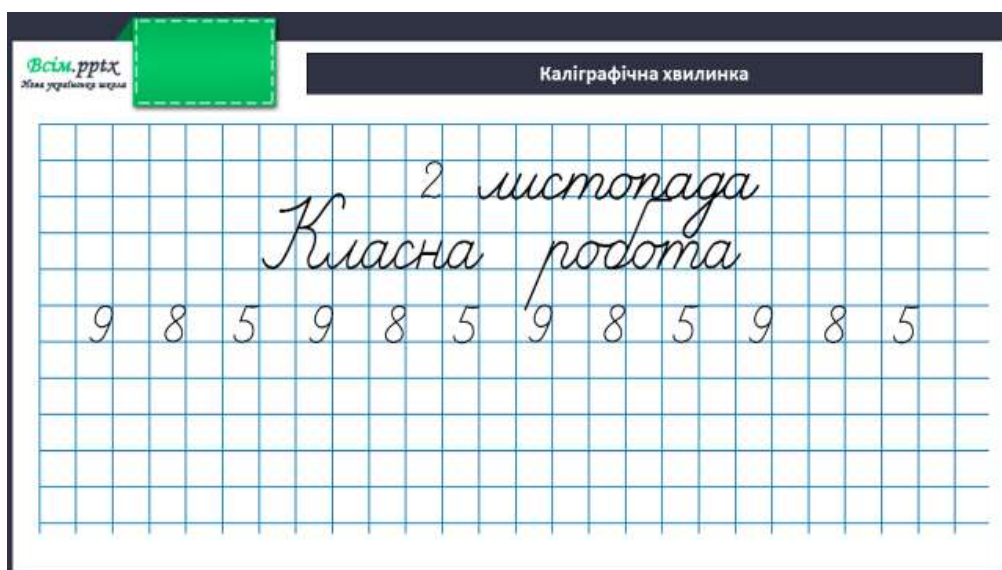 Всім.pptx
Нова українська школа
Каліграфічна хвилинка
2 листопада
Класна робота
9 8 5 9 8 5 9 8 5 9 8 5